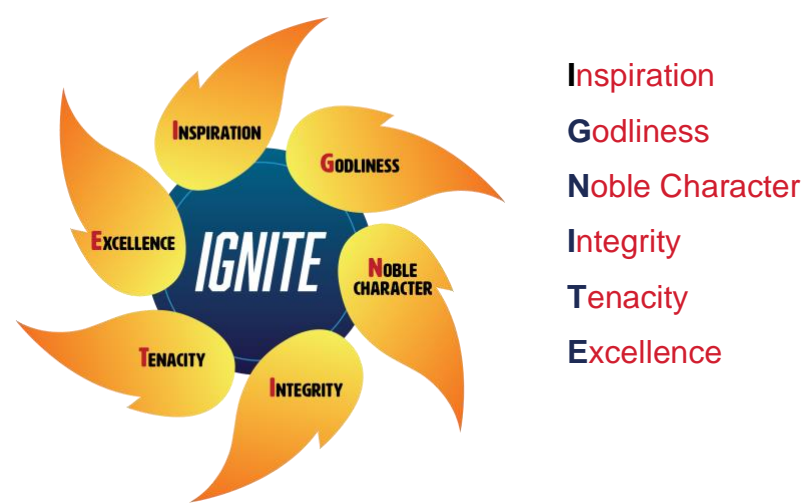 INSPIRATION
GODLINESS
EXCELLENCE
IGNITE
NOBLE
CHARACTER
TENACITY
INTEGRITY
Inspiration
Godliness
Noble Character
Integrity
Tenacity
Excellence